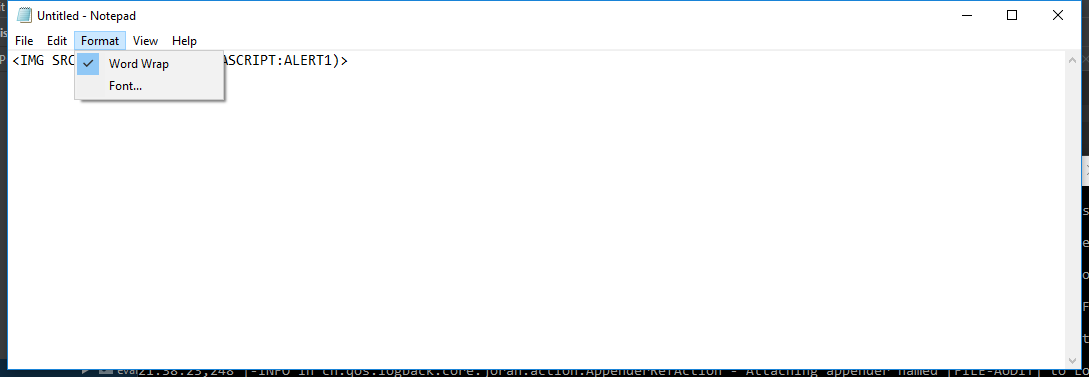 Untitled - Notepad
File Edit Format View Help
<IMG SRC ASCRIPT:ALERT1)>
Word Wrap
Font...
21:38:23,248 |-INFO in ch.qos.logback.core.joran.action.AppenderRefAction - Attaching appender named [FILE-AUDIT] to Lo